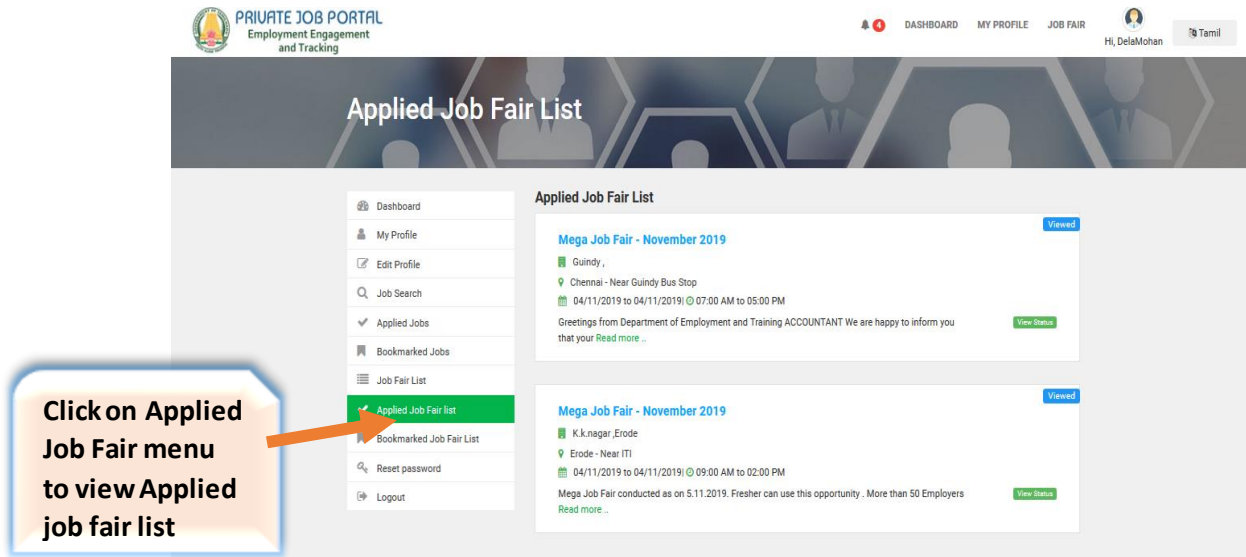 PRIVATE JOB PORTAL
Employment Engagement
and Tracking
4
DASHBOARD
MY PROFILE
JOB FAIR
Hi, DelaMohan
Tamil
Applied Job Fair List
Dashboard
My Profile
Edit Profile
Job Search
Applied Jobs
Bookmarked Jobs
Job Fair List
Applied Job Fair list
Bookmarked Job Fair List
Reset password
Logout
Click on Applied
Job Fair menu
to view Applied
job fair list
Applied Job Fair List
Viewed
Mega Job Fair - November 2019
Guindy ,
Chennai - Near Guindy Bus Stop
04/11/2019 to 04/11/2019| 07:00 AM to 05:00 PM
Greetings from Department of Employment and Training ACCOUNTANT We are happy to inform you
that your Read more ..
View Status
Viewed
Mega Job Fair - November 2019
K.k.nagar ,Erode
Erode - Near ITI
04/11/2019 to 04/11/2019| 09:00 AM to 02:00 PM
Mega Job Fair conducted as on 5.11.2019. Fresher can use this opportunity . More than 50 Employers
Read more ..
View Status